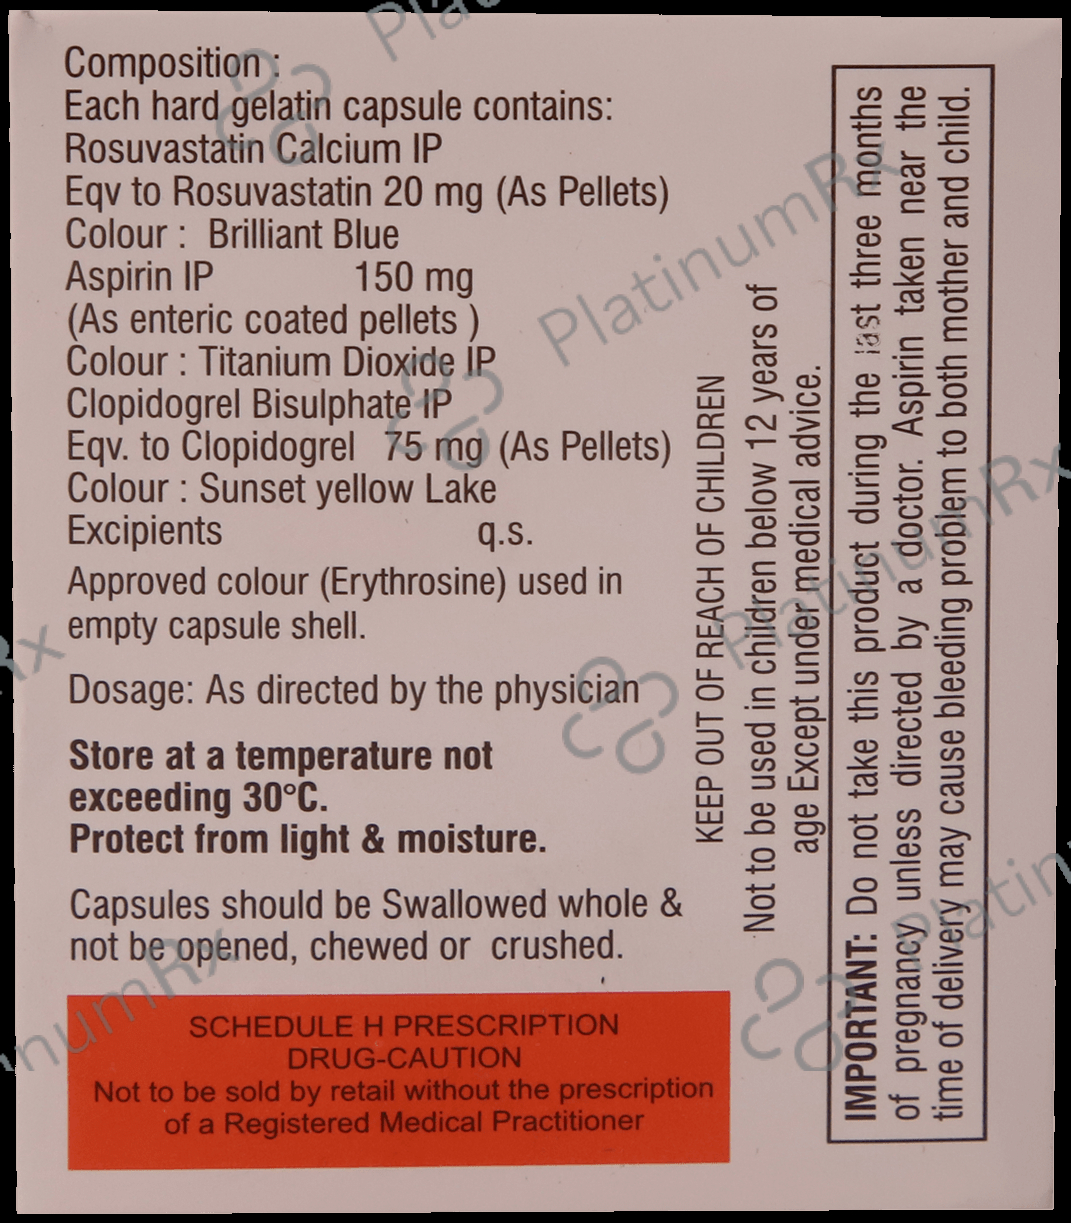 Composition :
Each hard gelatin capsule contains:
Rosuvastatin Calcium IP
Eqv to Rosuvastatin 20 mg (As Pellets)
Colour : Brilliant Blue
Aspirin IP 150 mg
(As enteric coated pellets )
Colour : Titanium Dioxide IP
Clopidogrel Bisulphate IP
Eqv. to Clopidogrel 75 mg (As Pellets)
Colour : Sunset yellow Lake
Excipients q.s.
Approved colour (Erythrosine) used in
empty capsule shell.
Dosage: As directed by the physician
Store at a temperature not
exceeding 30°C.
Protect from light & moisture.
Capsules should be Swallowed whole &
not be opened, chewed or crushed.
SCHEDULE H PRESCRIPTION
DRUG-CAUTION
Not to be sold by retail without the prescription
of a Registered Medical Practitioner
KEEP OUT OF REACH OF CHILDREN
Not to be used in children below 12 years of
age Except under medical advice.
IMPORTANT: Do not take this product during the last three months
of pregnancy unless directed by a doctor. Aspirin taken near the
time of delivery may cause bleeding problem to both mother and child.
PlatinumRx
PlatinumRx